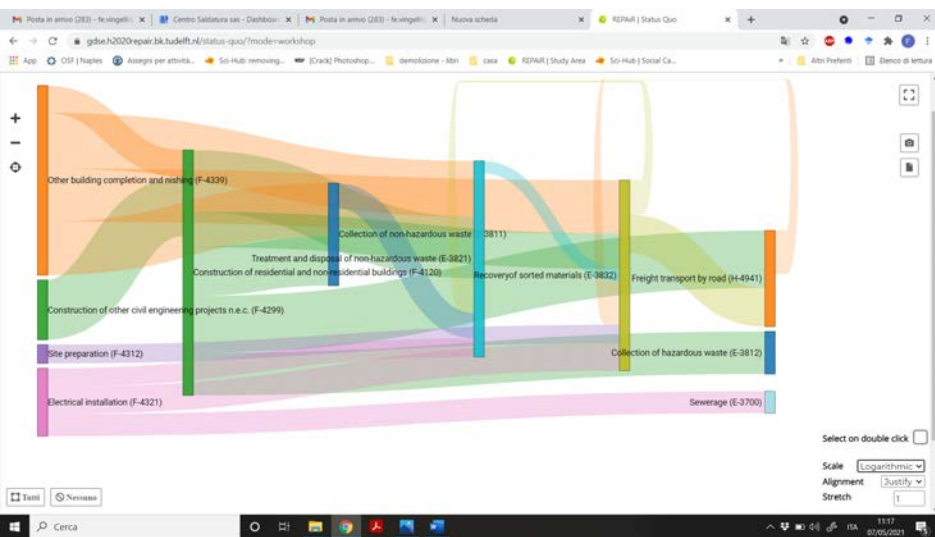 Posta in arrivo (283) - fe.vingelli
Centro Saldatura sas - Dashboar
Posta in arrivo (283) - fe.vingelli
Nuova scheda
REPAiR | Status Quo
gdse.h2020repair.bk.tudelft.nl/status-quo/?mode=workshop
App
OSF | Naples
Assegni per attività...
Sci-Hub: removing...
[Crack] Photoshop...
demolizione - libri
casa
REPAiR | Study Area
Sci-Hub | Social Ca...
Altri Preferiti
Elenco di lettura
Other building completion and nishing (F-4339)
Collection of non-hazardous waste 3811)
Treatment and disposal of non-hazardous waste (E-3821)
Construction of residential and non-residential buildings (F-4120)
Recoveryof sorted materials (E-3832)
Freight transport by road (H-4941)
Construction of other civil engineering projects n.e.c. (F-4299)
Site preparation (F-4312)
Collection of hazardous waste (E-3812)
Electrical installation (F-4321)
Sewerage (E-3700)
Select on double click
Scale Logarithmic
Alignment Justify
Stretch 1
Tutti
Nessuno
Cerca
ITA
11:17
07/05/2021